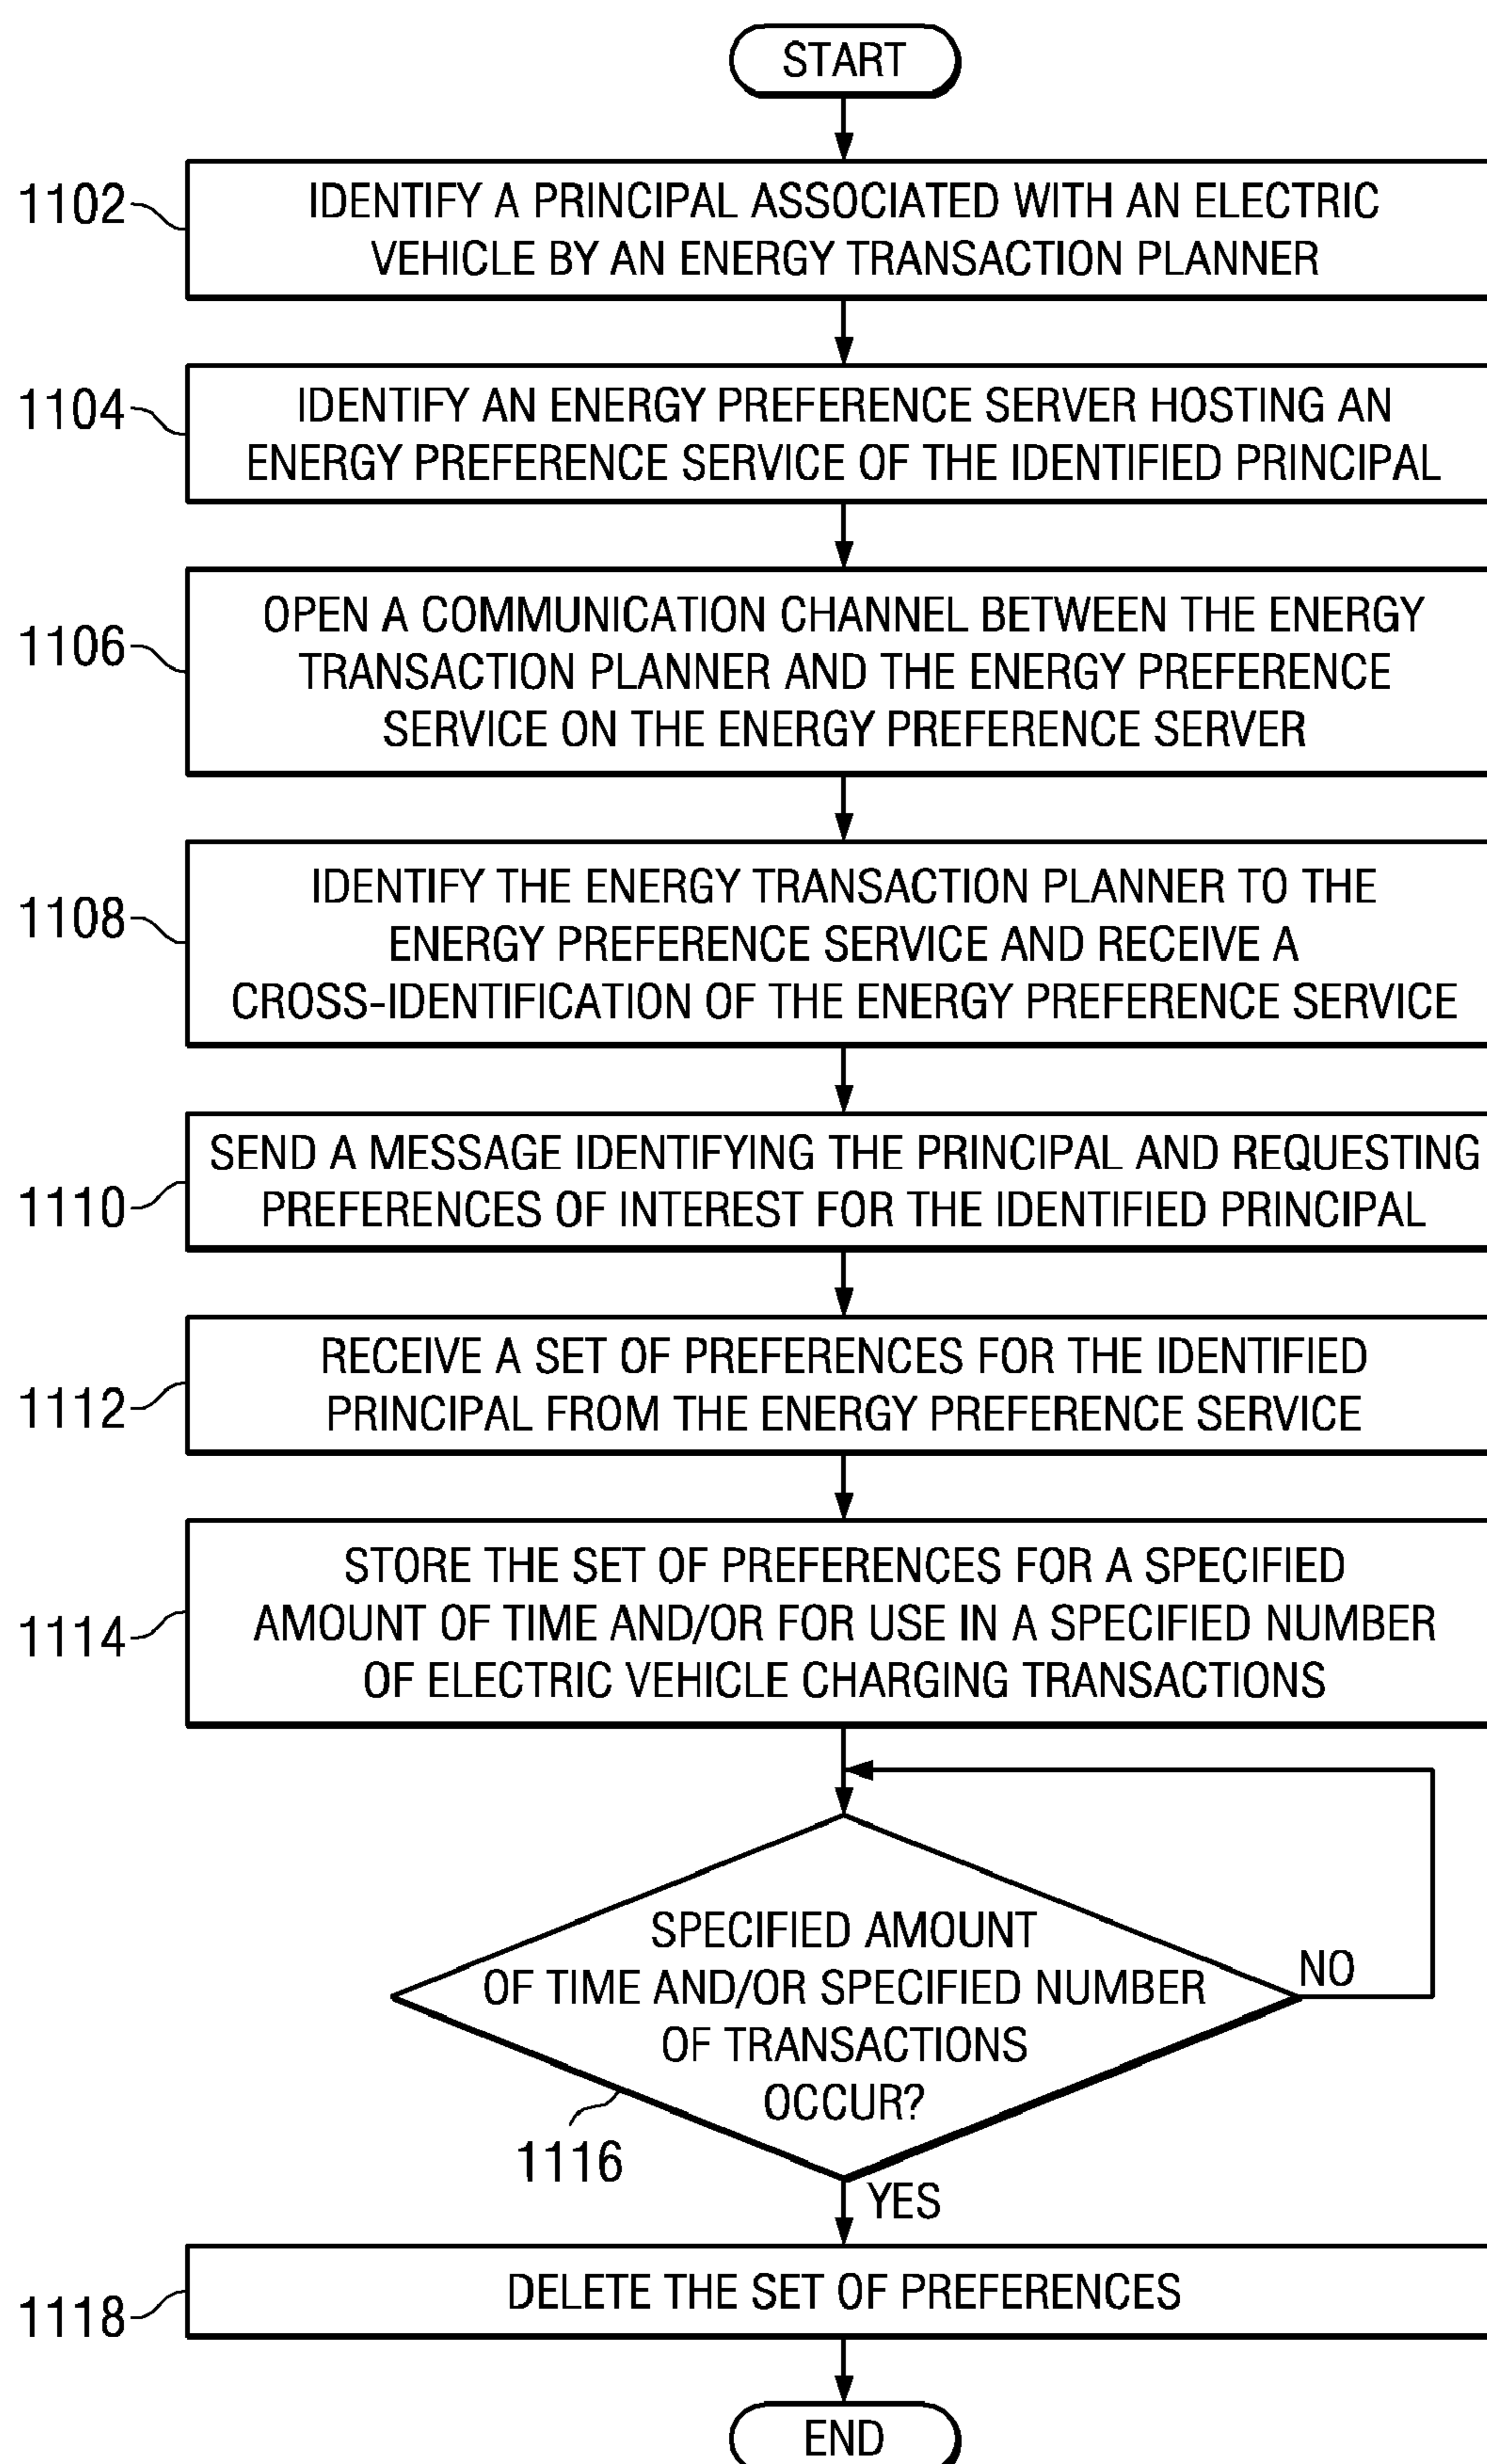 START
1102
IDENTIFY A PRINCIPAL ASSOCIATED WITH AN ELECTRIC
VEHICLE BY AN ENERGY TRANSACTION PLANNER
1104
IDENTIFY AN ENERGY PREFERENCE SERVER HOSTING AN
ENERGY PREFERENCE SERVICE OF THE IDENTIFIED PRINCIPAL
1106
OPEN A COMMUNICATION CHANNEL BETWEEN THE ENERGY
TRANSACTION PLANNER AND THE ENERGY PREFERENCE
SERVICE ON THE ENERGY PREFERENCE SERVER
1108
IDENTIFY THE ENERGY TRANSACTION PLANNER TO THE
ENERGY PREFERENCE SERVICE AND RECEIVE A
CROSS-IDENTIFICATION OF THE ENERGY PREFERENCE SERVICE
1110
SEND A MESSAGE IDENTIFYING THE PRINCIPAL AND REQUESTING
PREFERENCES OF INTEREST FOR THE IDENTIFIED PRINCIPAL
1112
RECEIVE A SET OF PREFERENCES FOR THE IDENTIFIED
PRINCIPAL FROM THE ENERGY PREFERENCE SERVICE
1114
STORE THE SET OF PREFERENCES FOR A SPECIFIED
AMOUNT OF TIME AND/OR FOR USE IN A SPECIFIED NUMBER
OF ELECTRIC VEHICLE CHARGING TRANSACTIONS
SPECIFIED AMOUNT
OF TIME AND/OR SPECIFIED NUMBER
OF TRANSACTIONS
OCCUR?
NO
1116
YES
1118
DELETE THE SET OF PREFERENCES
END